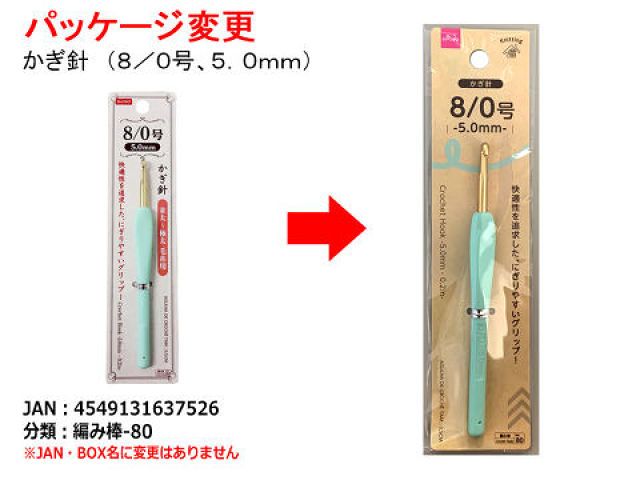 パッケージ変更
かぎ針 (8/0号、5.0mm)
8/0号
5.0mm
かぎ針
快適性を追求した、にぎりやすいグリップ!
かぎ針
8/0号
-5.0mm-
Crochet Hook -5.0mm・0.2in-
快適性を追求した、にぎりやすいグリップ!
80
JAN:4549131637526
分類:編み棒-80
※JAN・BOX名に変更はありません